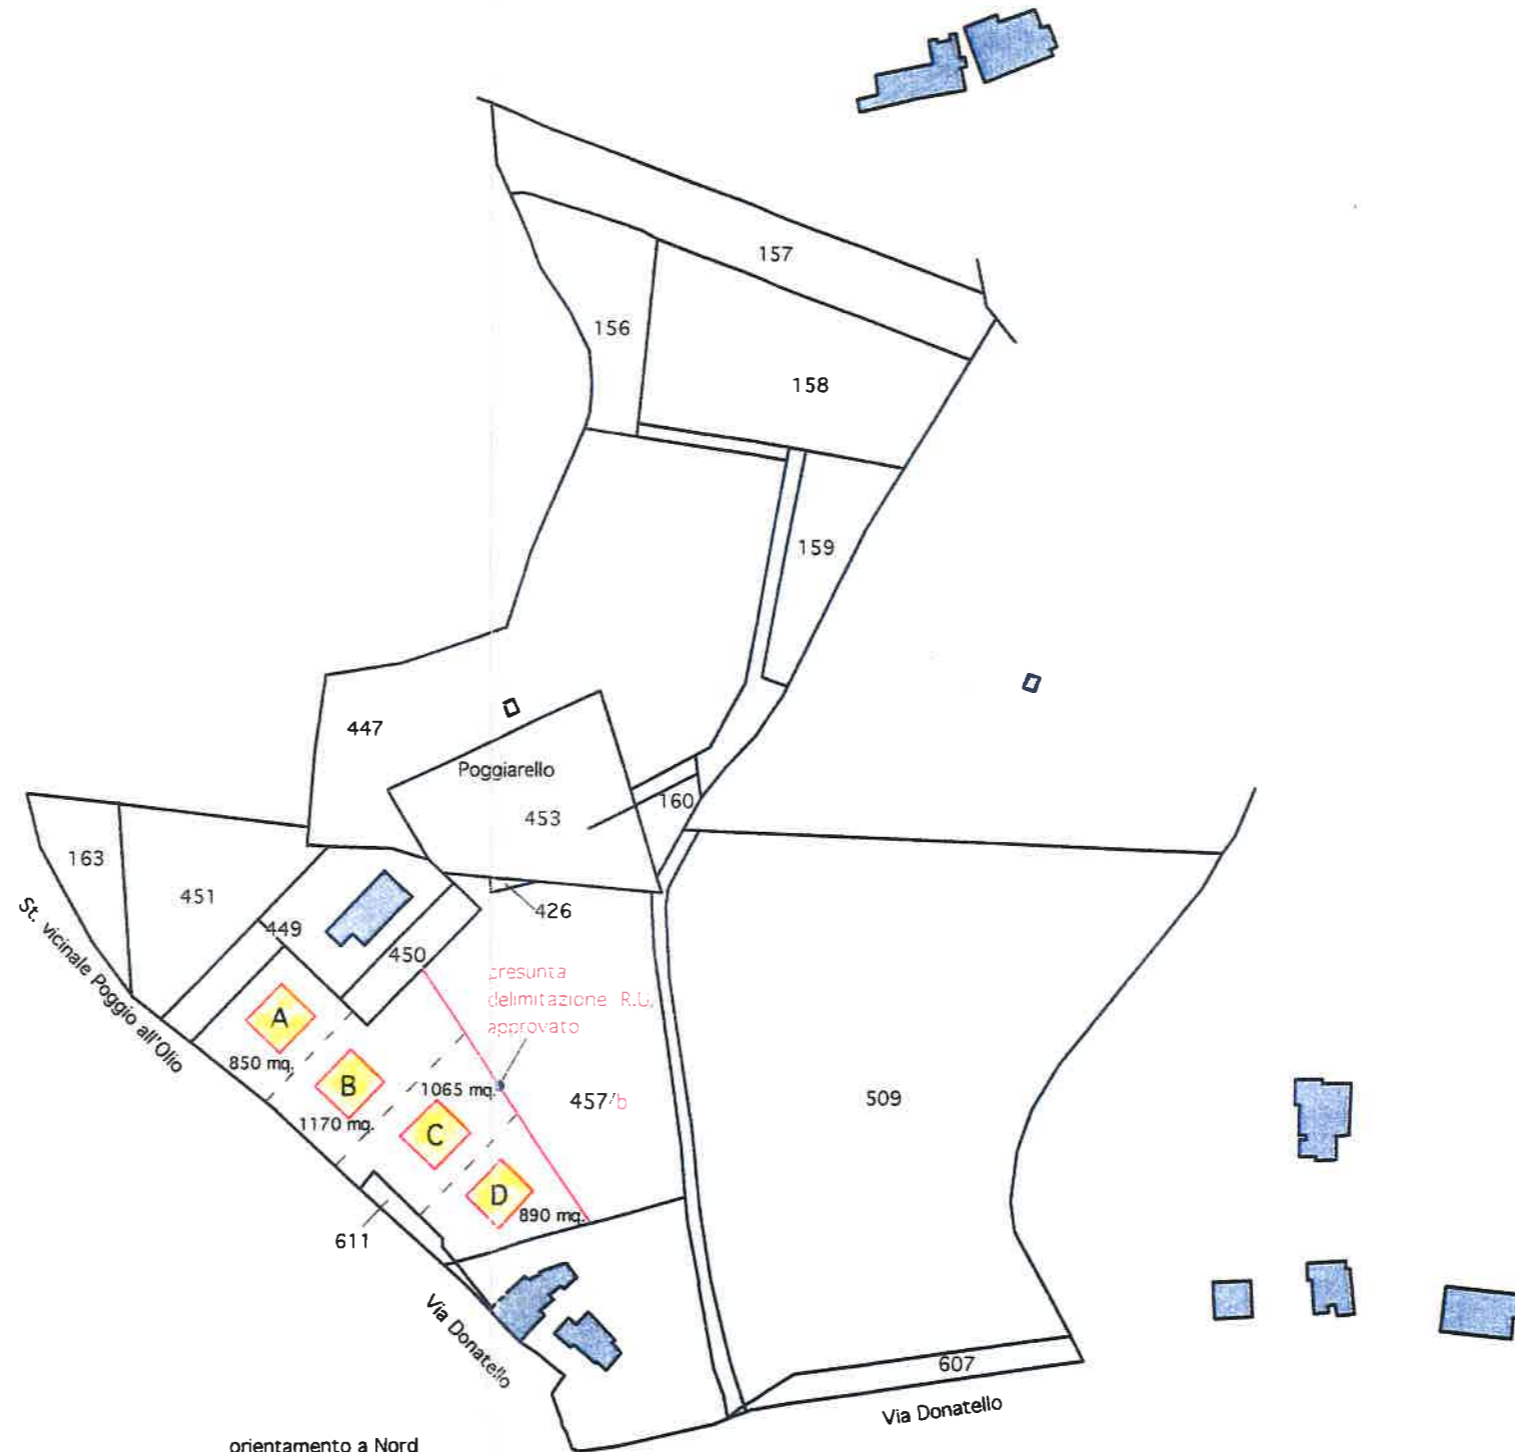 157
156
158
159
447
Poggiarello
453
160
163
451
449
450
426
St. vicinale Poggio all'Olio
presunta
delimitazione R.U.
approvato
A
850 mq.
B
1170 mq.
1065 mq.
C
457/b
509
D
890 mq.
611
Via Donatello
607
Via Donatello
orientamento a Nord